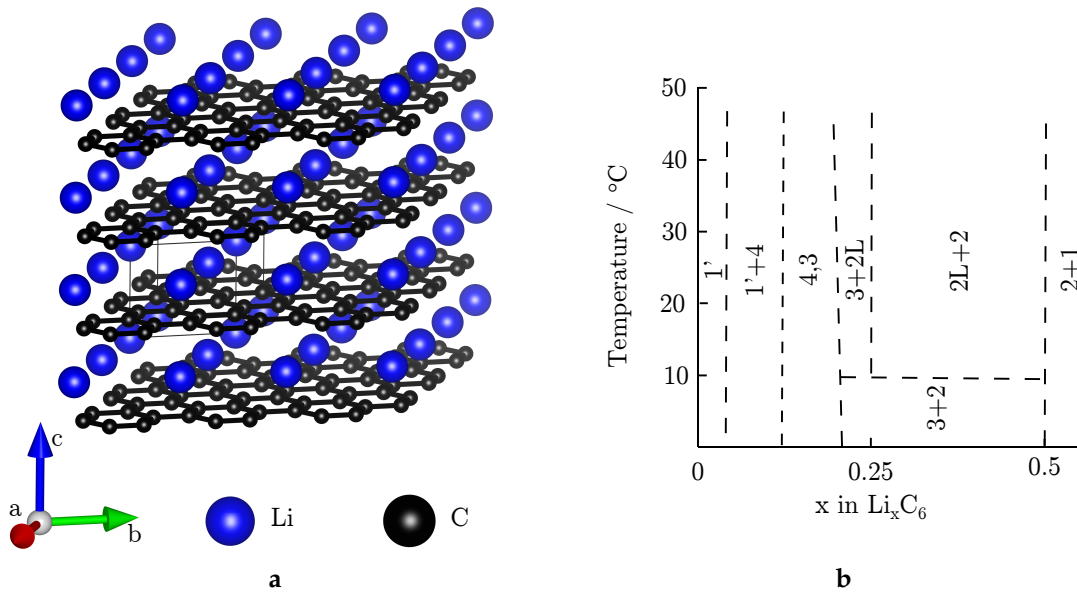 c
a
b
Li
C
a
50
40
30
20
10
Temperature / °C
1'
1'+4
4,3
3+2L
2L+2
2+1
3+2
0
0.25
0.5
x in LiₓC₆
b